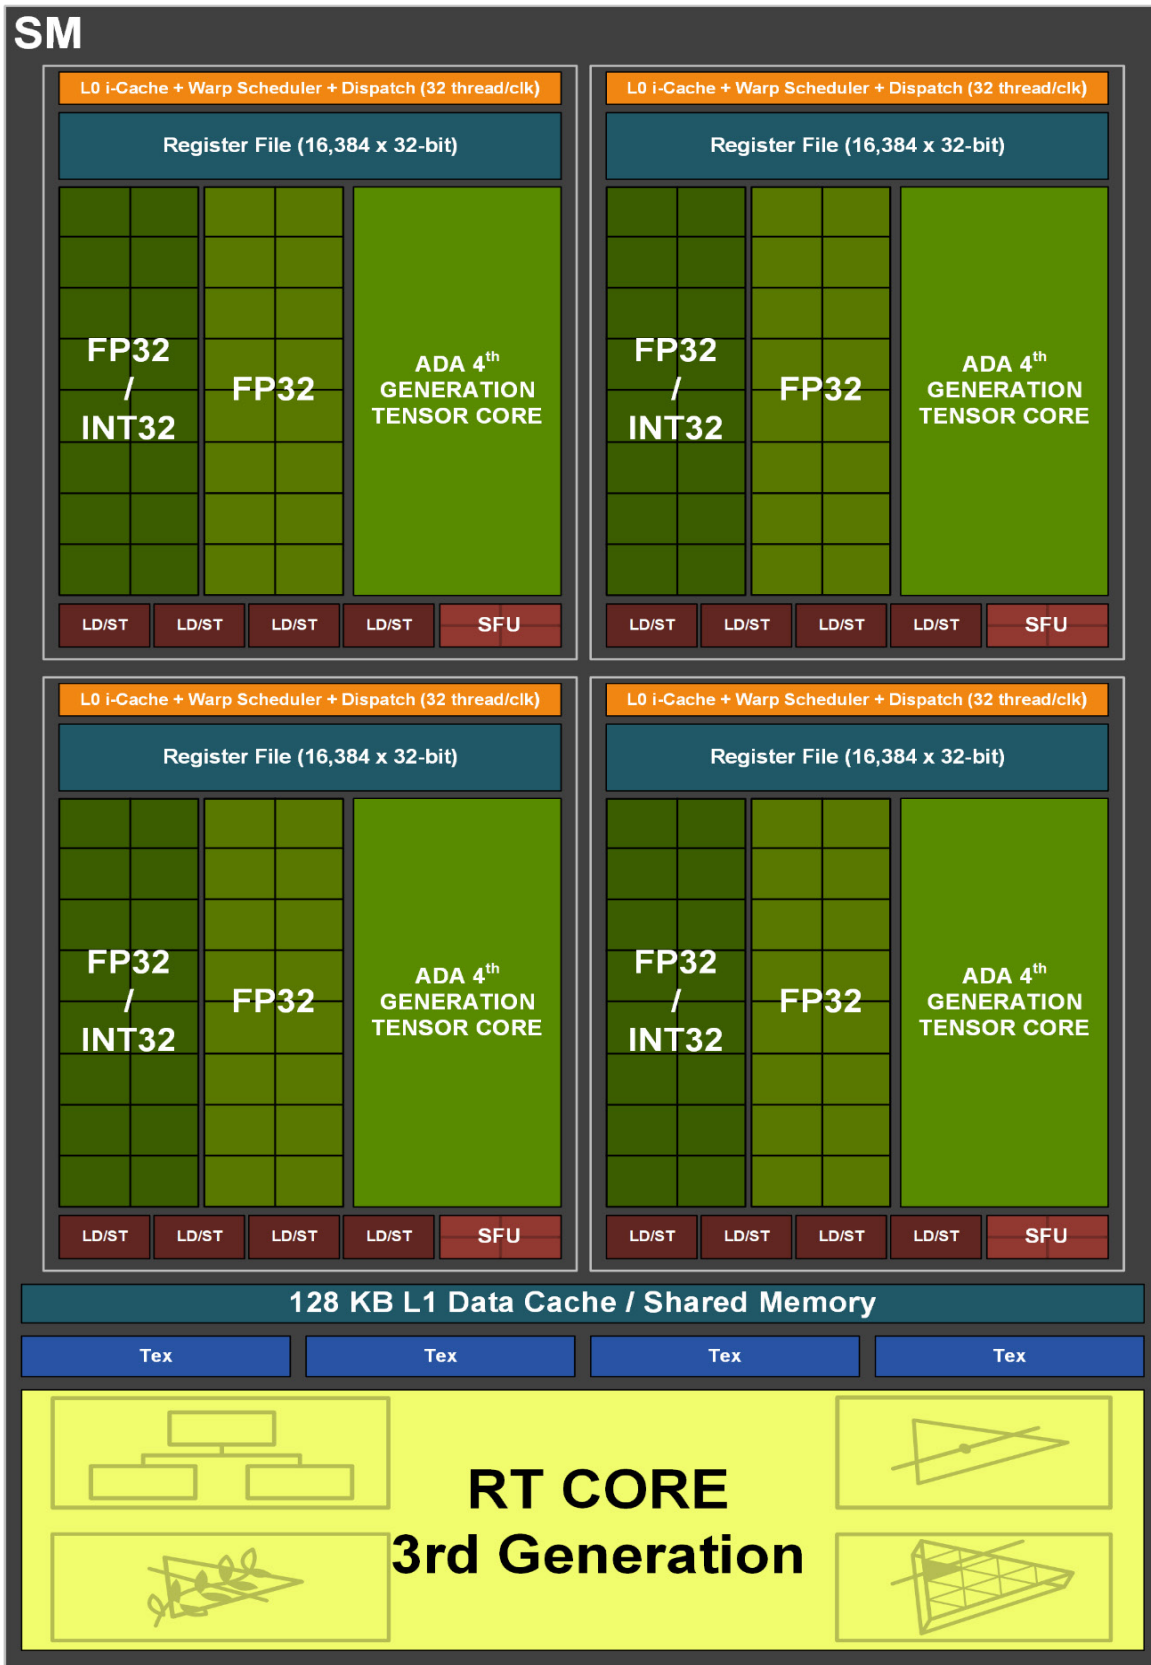 SM
L0 i-Cache + Warp Scheduler + Dispatch (32 thread/clk)
Register File (16,384 x 32-bit)
FP32
/
INT32
FP32
ADA 4th
GENERATION
TENSOR CORE
LD/ST
LD/ST
LD/ST
LD/ST
SFU
L0 i-Cache + Warp Scheduler + Dispatch (32 thread/clk)
Register File (16,384 x 32-bit)
FP32
/
INT32
FP32
ADA 4th
GENERATION
TENSOR CORE
LD/ST
LD/ST
LD/ST
LD/ST
SFU
L0 i-Cache + Warp Scheduler + Dispatch (32 thread/clk)
Register File (16,384 x 32-bit)
FP32
/
INT32
FP32
ADA 4th
GENERATION
TENSOR CORE
LD/ST
LD/ST
LD/ST
LD/ST
SFU
L0 i-Cache + Warp Scheduler + Dispatch (32 thread/clk)
Register File (16,384 x 32-bit)
FP32
/
INT32
FP32
ADA 4th
GENERATION
TENSOR CORE
LD/ST
LD/ST
LD/ST
LD/ST
SFU
128 KB L1 Data Cache / Shared Memory
Tex
Tex
Tex
Tex
RT CORE
3rd Generation